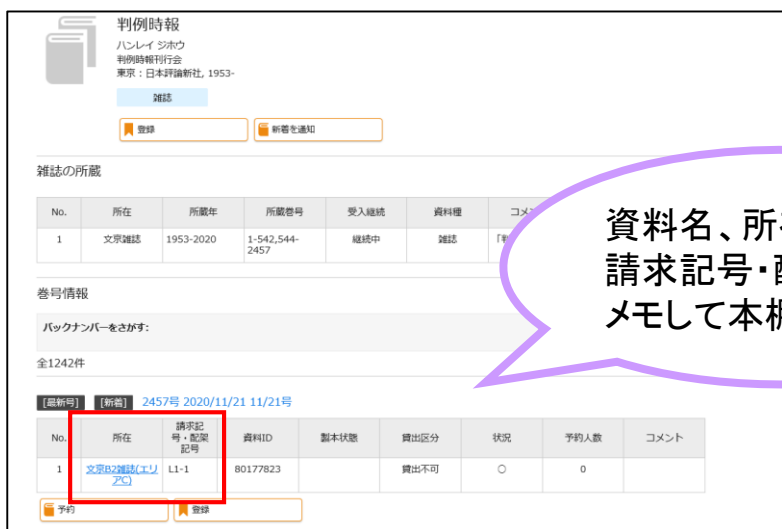 判例時報
ハンレイ ジホウ
判例時報刊行会
東京 : 日本評論新社, 1953-
雑誌
登録
新着を通知
雑誌の所蔵
No. 所在 所蔵年 所蔵巻号 受入継続 資料種
1 文京雑誌 1953-2020 1-542,544-2457 継続中 雑誌
巻号情報
バックナンバーをさがす:
全1242件
[最新号] [新着] 2457号 2020/11/21 11/21号
No. 所在 請求記号・配架記号 資料ID 製本状態 貸出区分 状況 予約人数 コメント
1 文京B2雑誌(エリアC) L1-1 80177823 貸出不可 ○ 0
予約
登録
資料名、所
請求記号・
メモして本